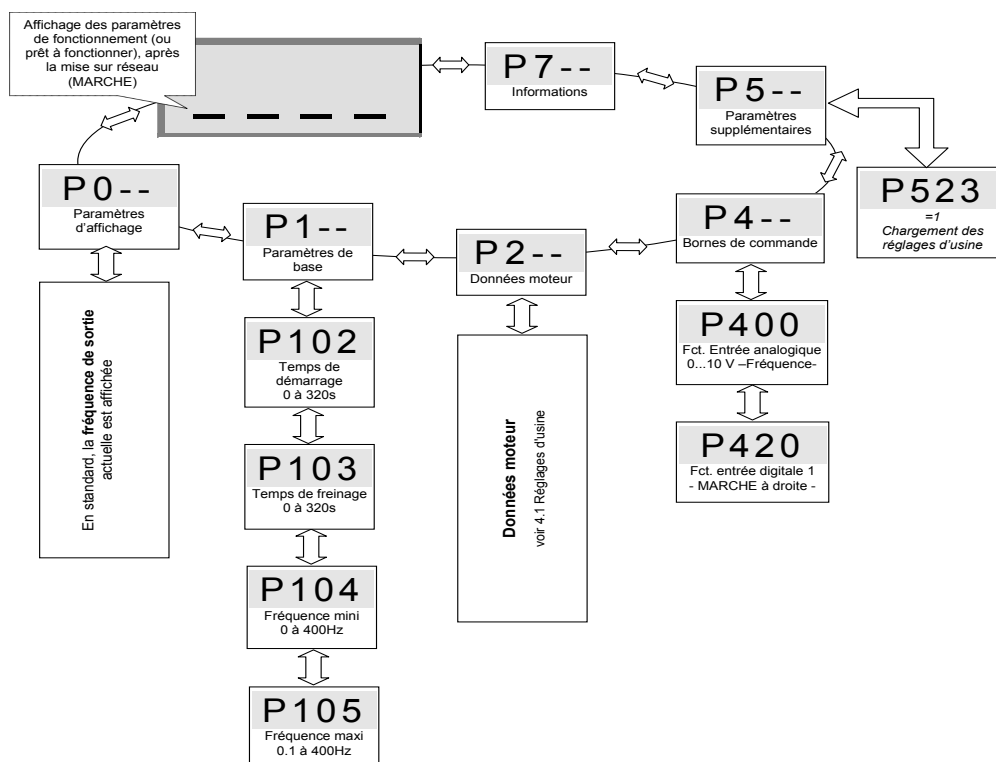 Affichage des paramètres
de fonctionnement (ou
prêt à fonctionner), après
la mise sur réseau
(MARCHE)
_ _ _ _
P7--
Informations
P5--
Paramètres
supplémentaires
P0--
Paramètres
d'affichage
P1--
Paramètres de
base
P2--
Données moteur
P4--
Bornes de commande
P523
=1
Chargement des
réglages d'usine
En standard, la fréquence de sortie
actuelle est affichée
P102
Temps de
démarrage
0 à 320s
P103
Temps de freinage
0 à 320s
P104
Fréquence mini
0 à 400Hz
P105
Fréquence maxi
0.1 à 400Hz
Données moteur
voir 4.1 Réglages d'usine
P400
Fct. Entrée analogique
0...10 V –Fréquence-
P420
Fct. entrée digitale 1
- MARCHE à droite -